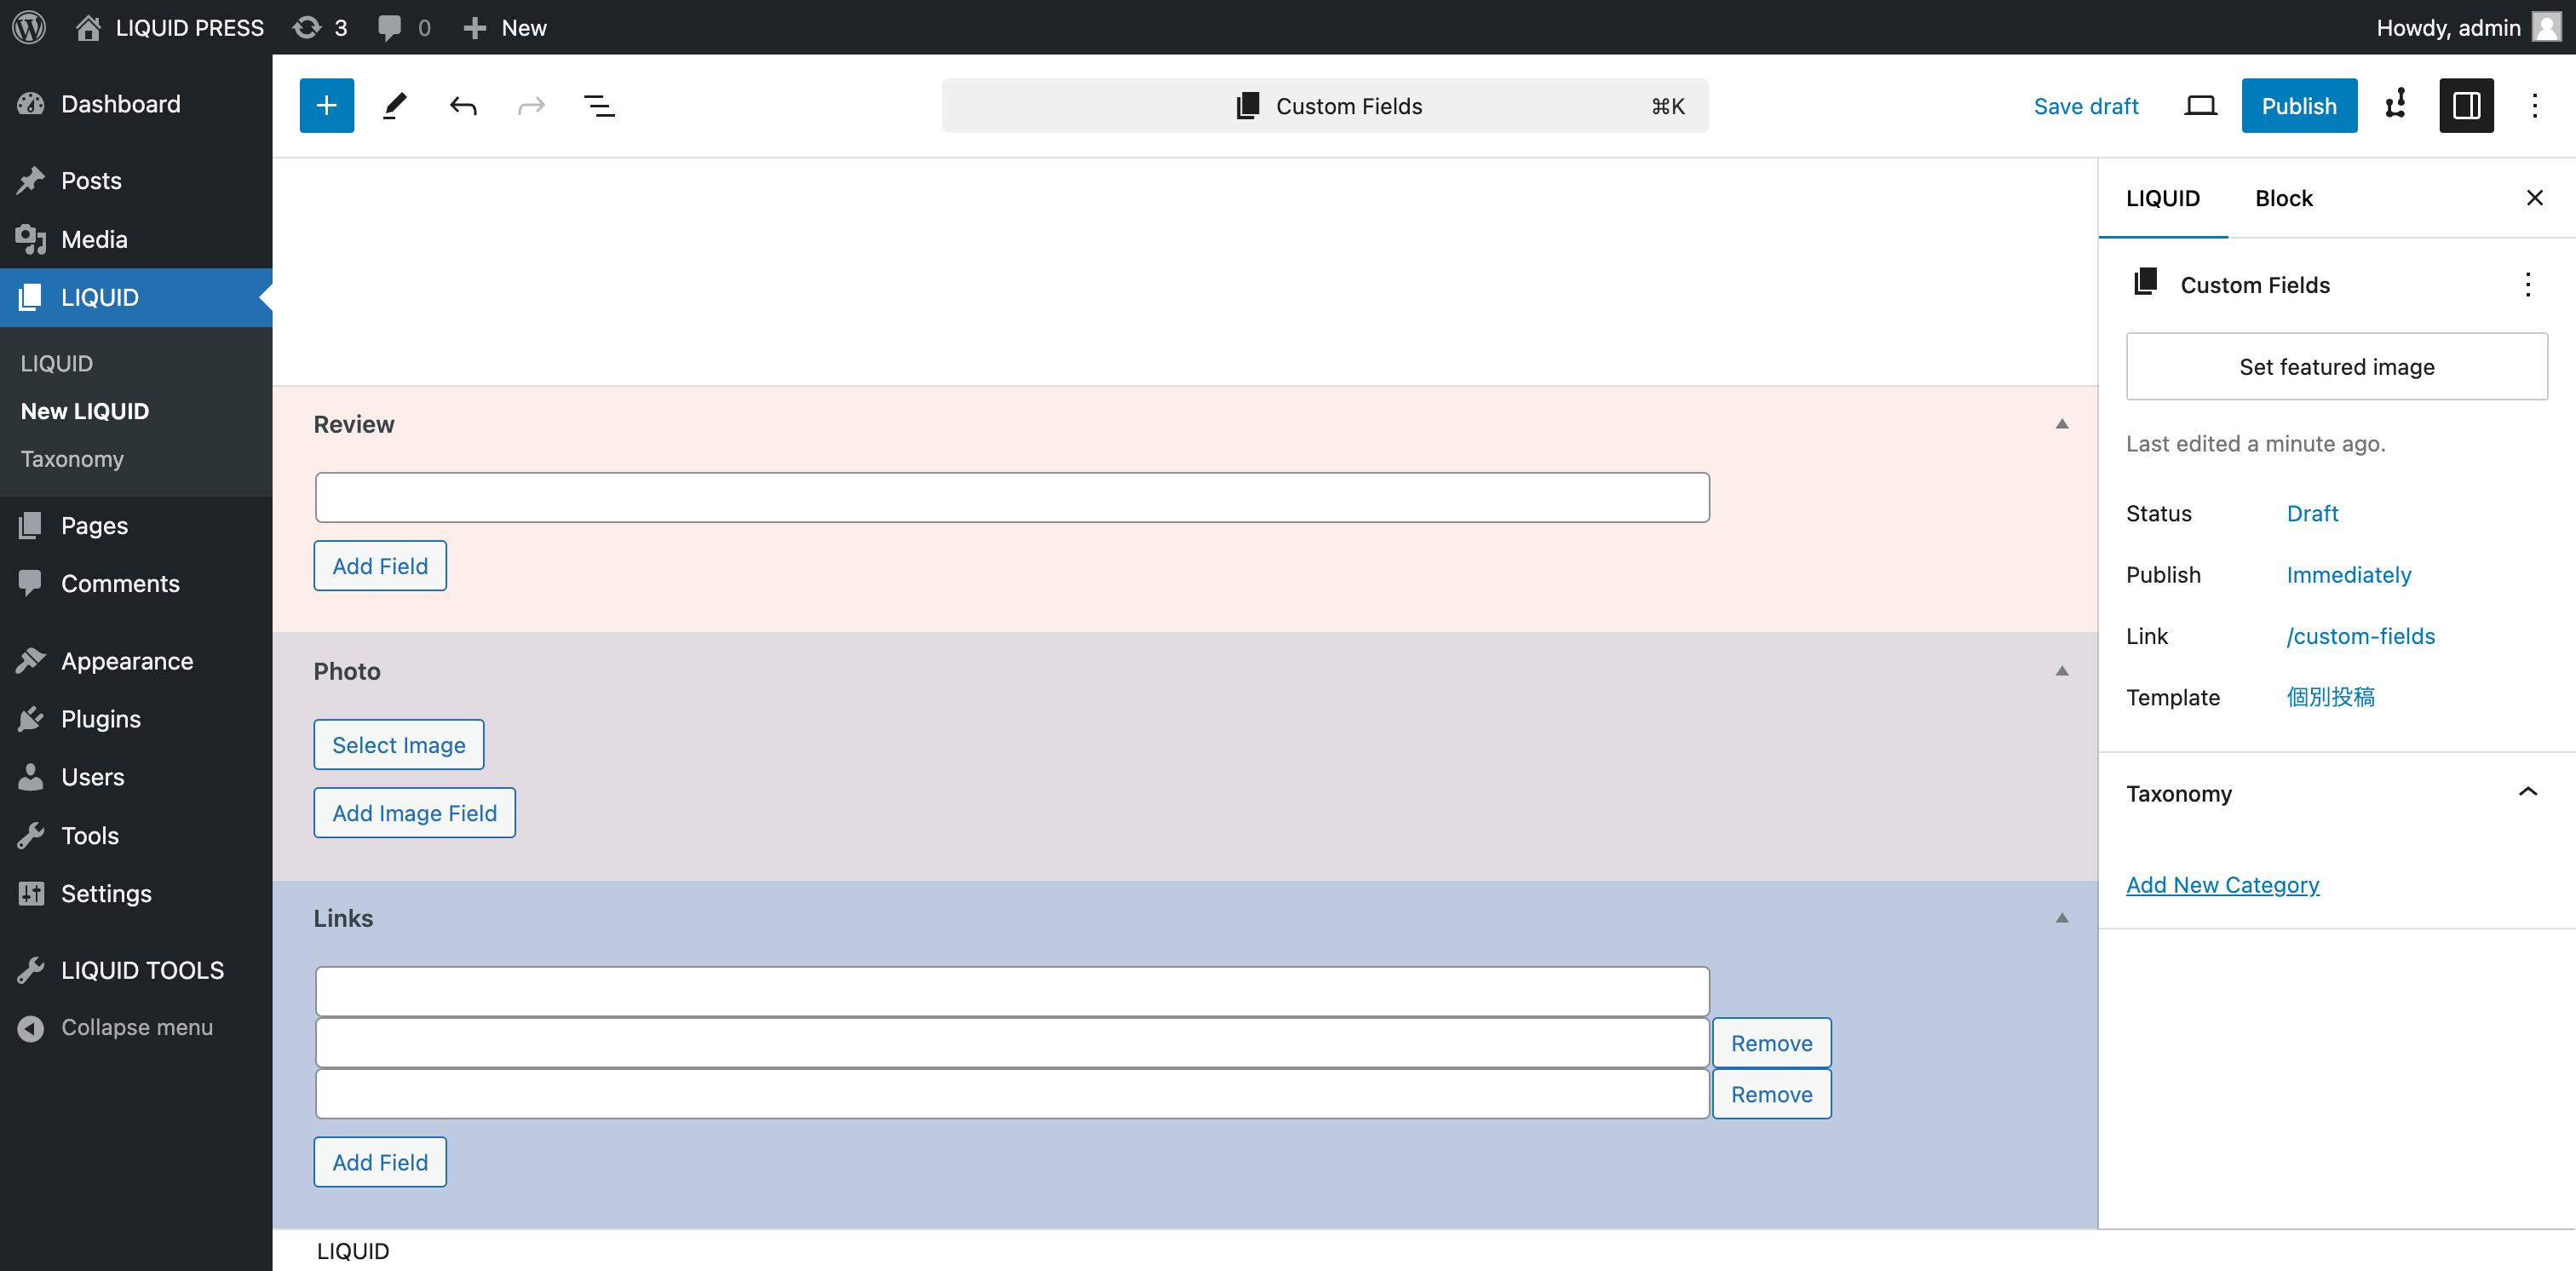 LIQUID PRESS 3 0 New Howdy, admin
Dashboard
Posts
Media
LIQUID
LIQUID
New LIQUID
Taxonomy
Pages
Comments
Appearance
Plugins
Users
Tools
Settings
LIQUID TOOLS
Collapse menu
Custom Fields ⌘K
Save draft Publish
Review
Add Field
Photo
Select Image
Add Image Field
Links
Remove
Remove
Add Field
LIQUID
LIQUID Block
Custom Fields
Set featured image
Last edited a minute ago.
Status Draft
Publish Immediately
Link /custom-fields
Template 個別投稿
Taxonomy
Add New Category